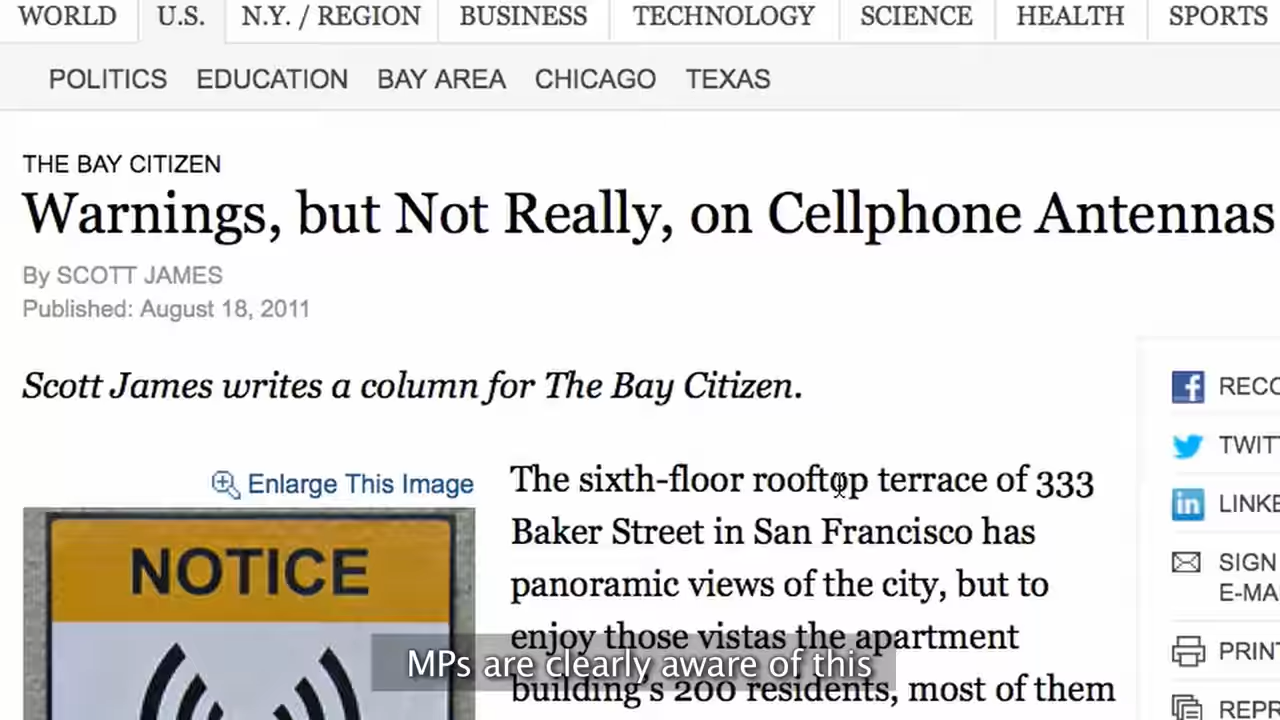 WORLD U.S. N.Y. / REGION BUSINESS TECHNOLOGY SCIENCE HEALTH SPORTS
POLITICS EDUCATION BAY AREA CHICAGO TEXAS
THE BAY CITIZEN
Warnings, but Not Really, on Cellphone Antennas
By SCOTT JAMES
Published: August 18, 2011
Scott James writes a column for The Bay Citizen.
Enlarge This Image
NOTICE
The sixth-floor rooftop terrace of 333
Baker Street in San Francisco has
panoramic views of the city, but to
enjoy those vistas the apartment
building's 200 residents, most of them
RECO
TWITT
LINKE
SIGN
E-MA
PRINT
REPR
MPs are clearly aware of this